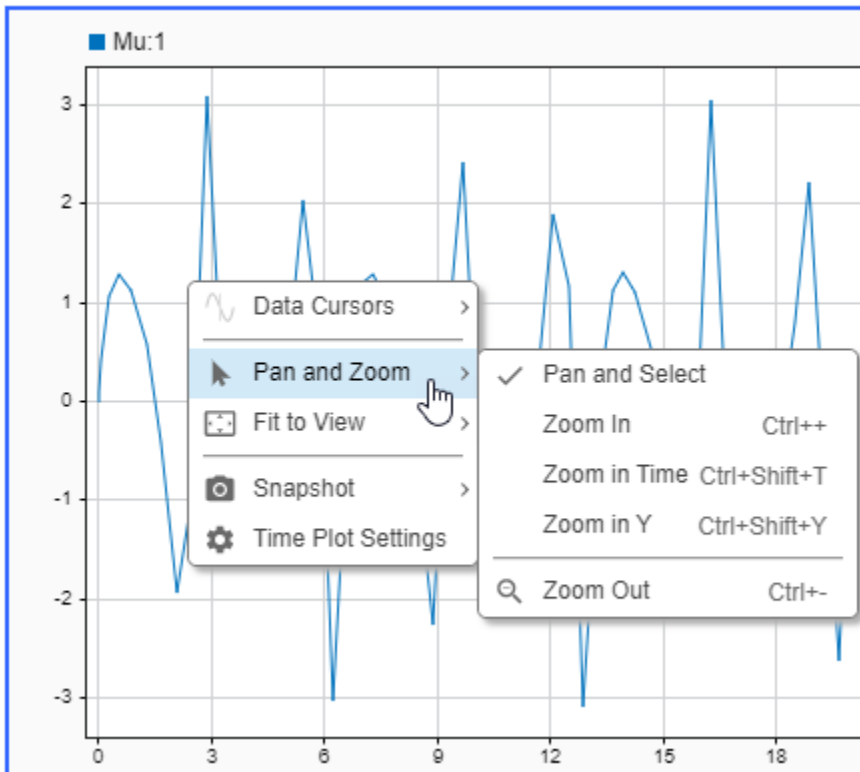 Mu:1
3
2
1
0
-1
-2
-3
0 3 6 9 12 15 18
Data Cursors
Pan and Zoom
Fit to View
Snapshot
Time Plot Settings
Pan and Select
Zoom In Ctrl++
Zoom in Time Ctrl+Shift+T
Zoom in Y Ctrl+Shift+Y
Zoom Out Ctrl+-